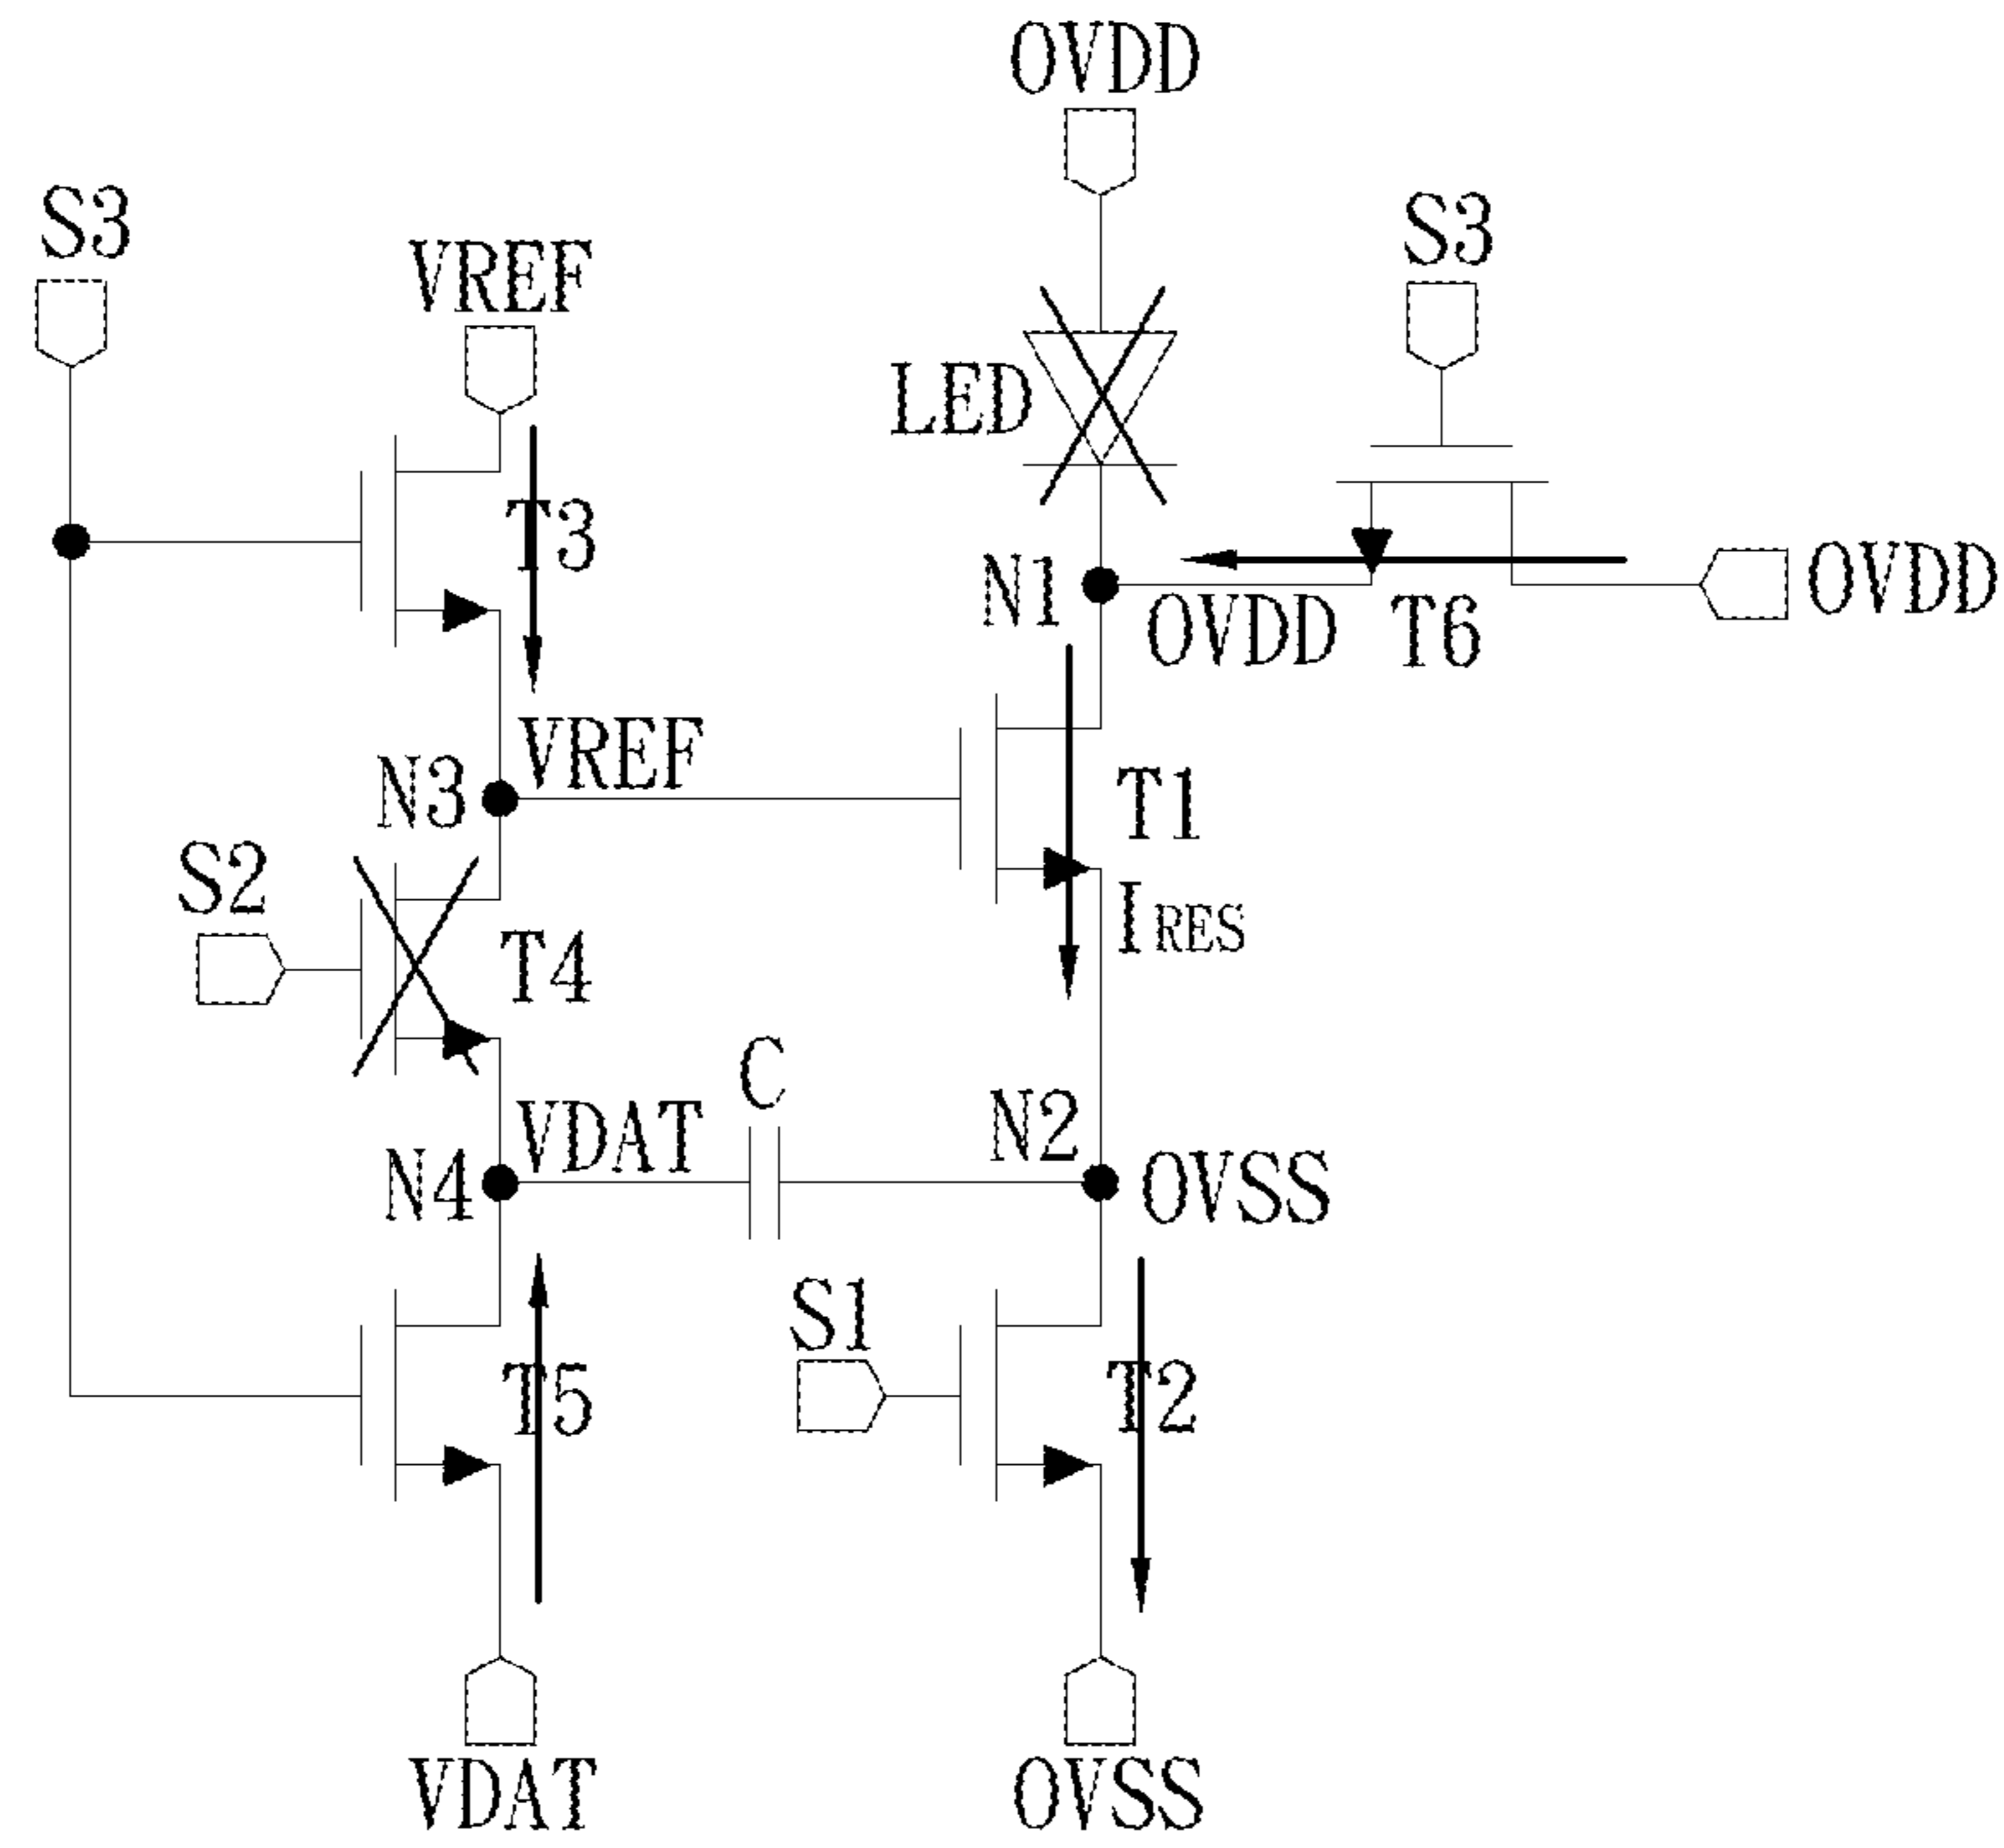 OVDD
S3
S3
VREF
LED
T3
N1
OVDD
OVDD
T6
VREF
N3
T1
S2
IRES
T4
C
VDAT
N2
N4
OVSS
S1
T5
T2
VDAT
OVSS